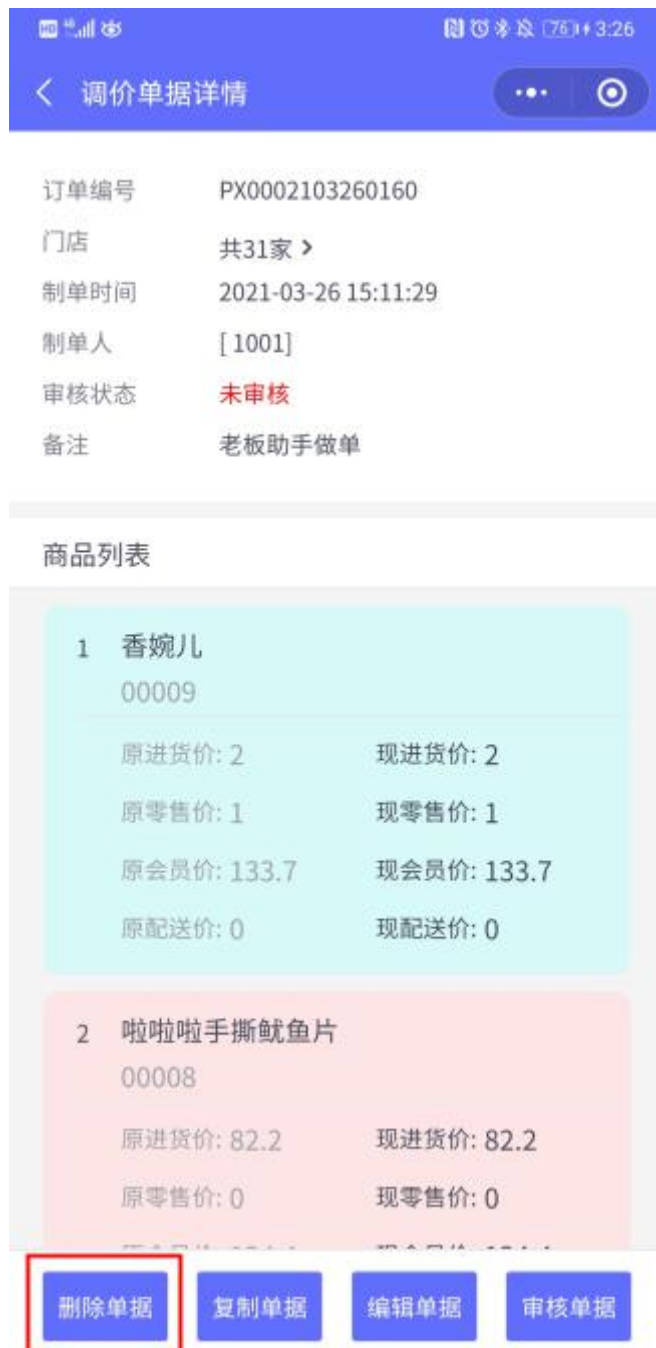 HD 4G 76 3:26
调价单据详情
订单编号 PX0002103260160
门店 共31家 >
制单时间 2021-03-26 15:11:29
制单人 [ 1001]
审核状态 未审核
备注 老板助手做单
商品列表
1 香婉儿
00009
原进货价: 2 现进货价: 2
原零售价: 1 现零售价: 1
原会员价: 133.7 现会员价: 133.7
原配送价: 0 现配送价: 0
2 啦啦啦手撕鱿鱼片
00008
原进货价: 82.2 现进货价: 82.2
原零售价: 0 现零售价: 0
删除单据 复制单据 编辑单据 审核单据